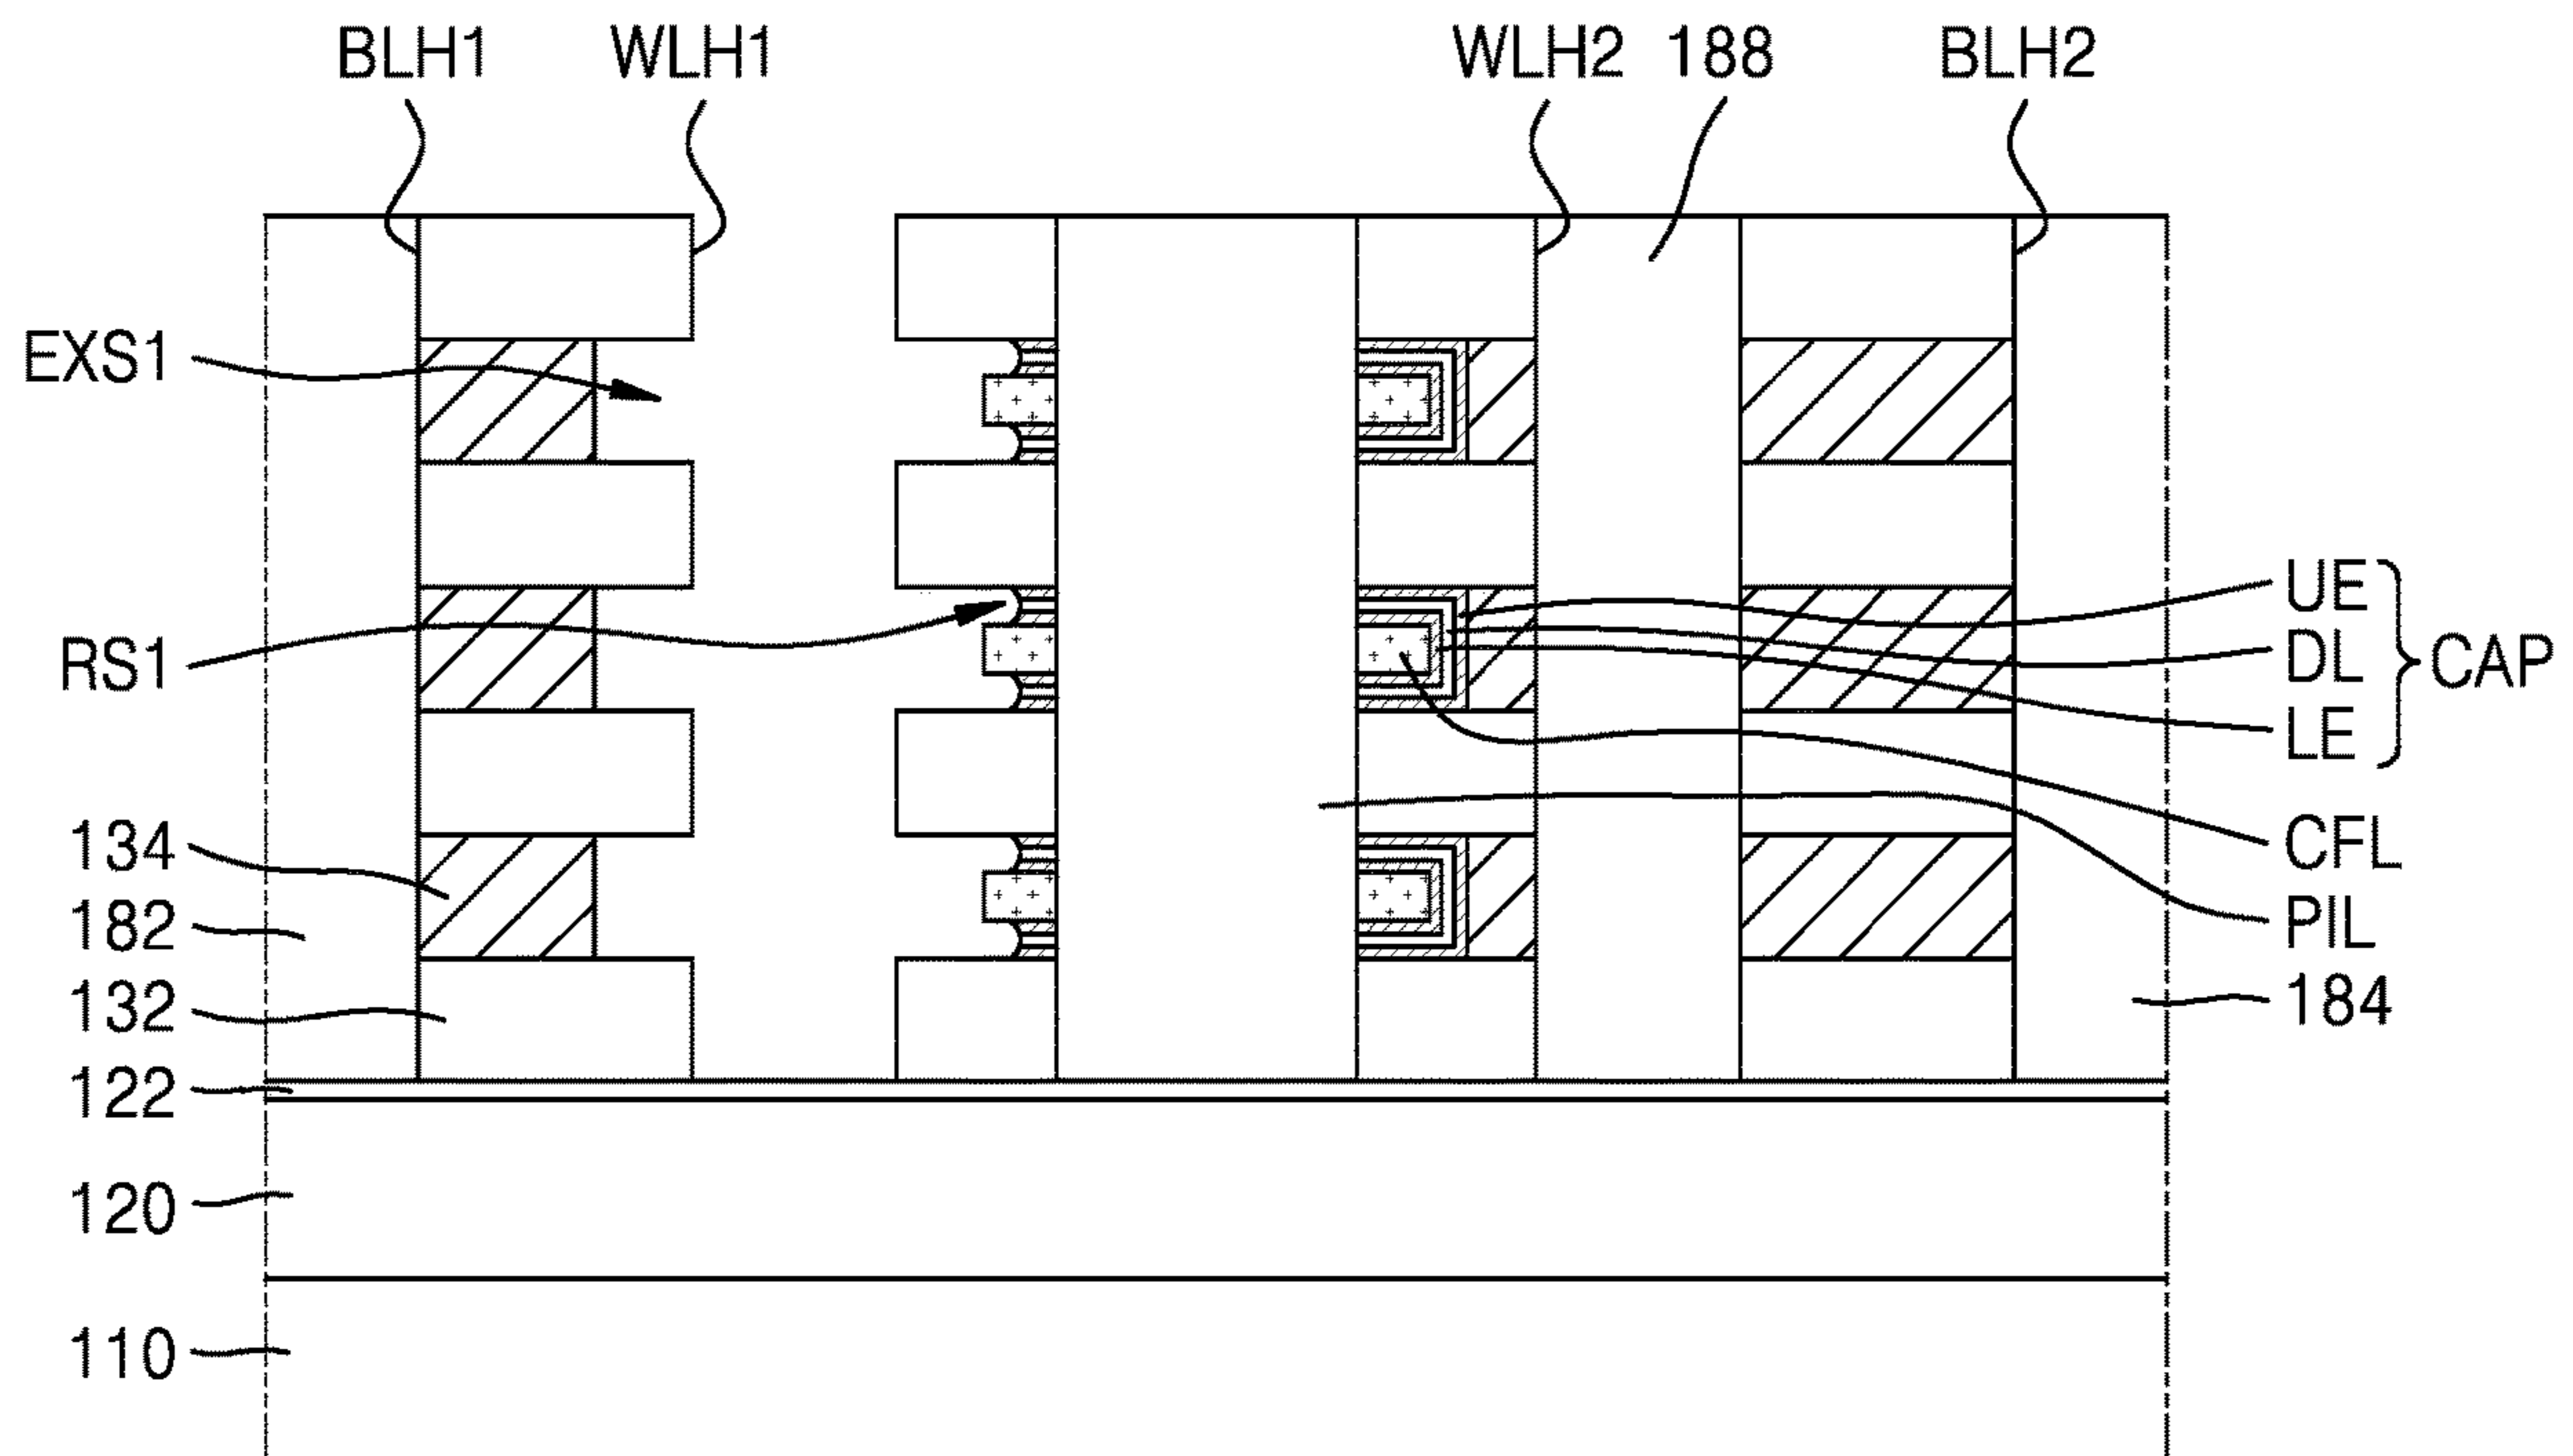 BLH1 WLH1 WLH2 188 BLH2
EXS1
RS1
134
182
132
122
120
110
UE
DL
LE
CAP
CFL
PIL
184